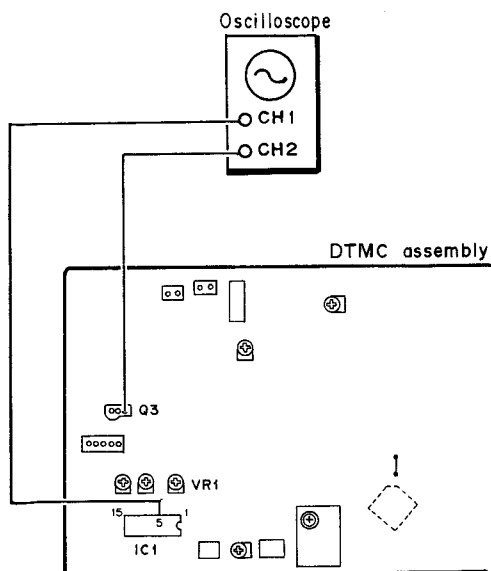 Oscilloscope
CH1
CH2
DTMC assembly
Q3
VR1
15 5 1
IC1